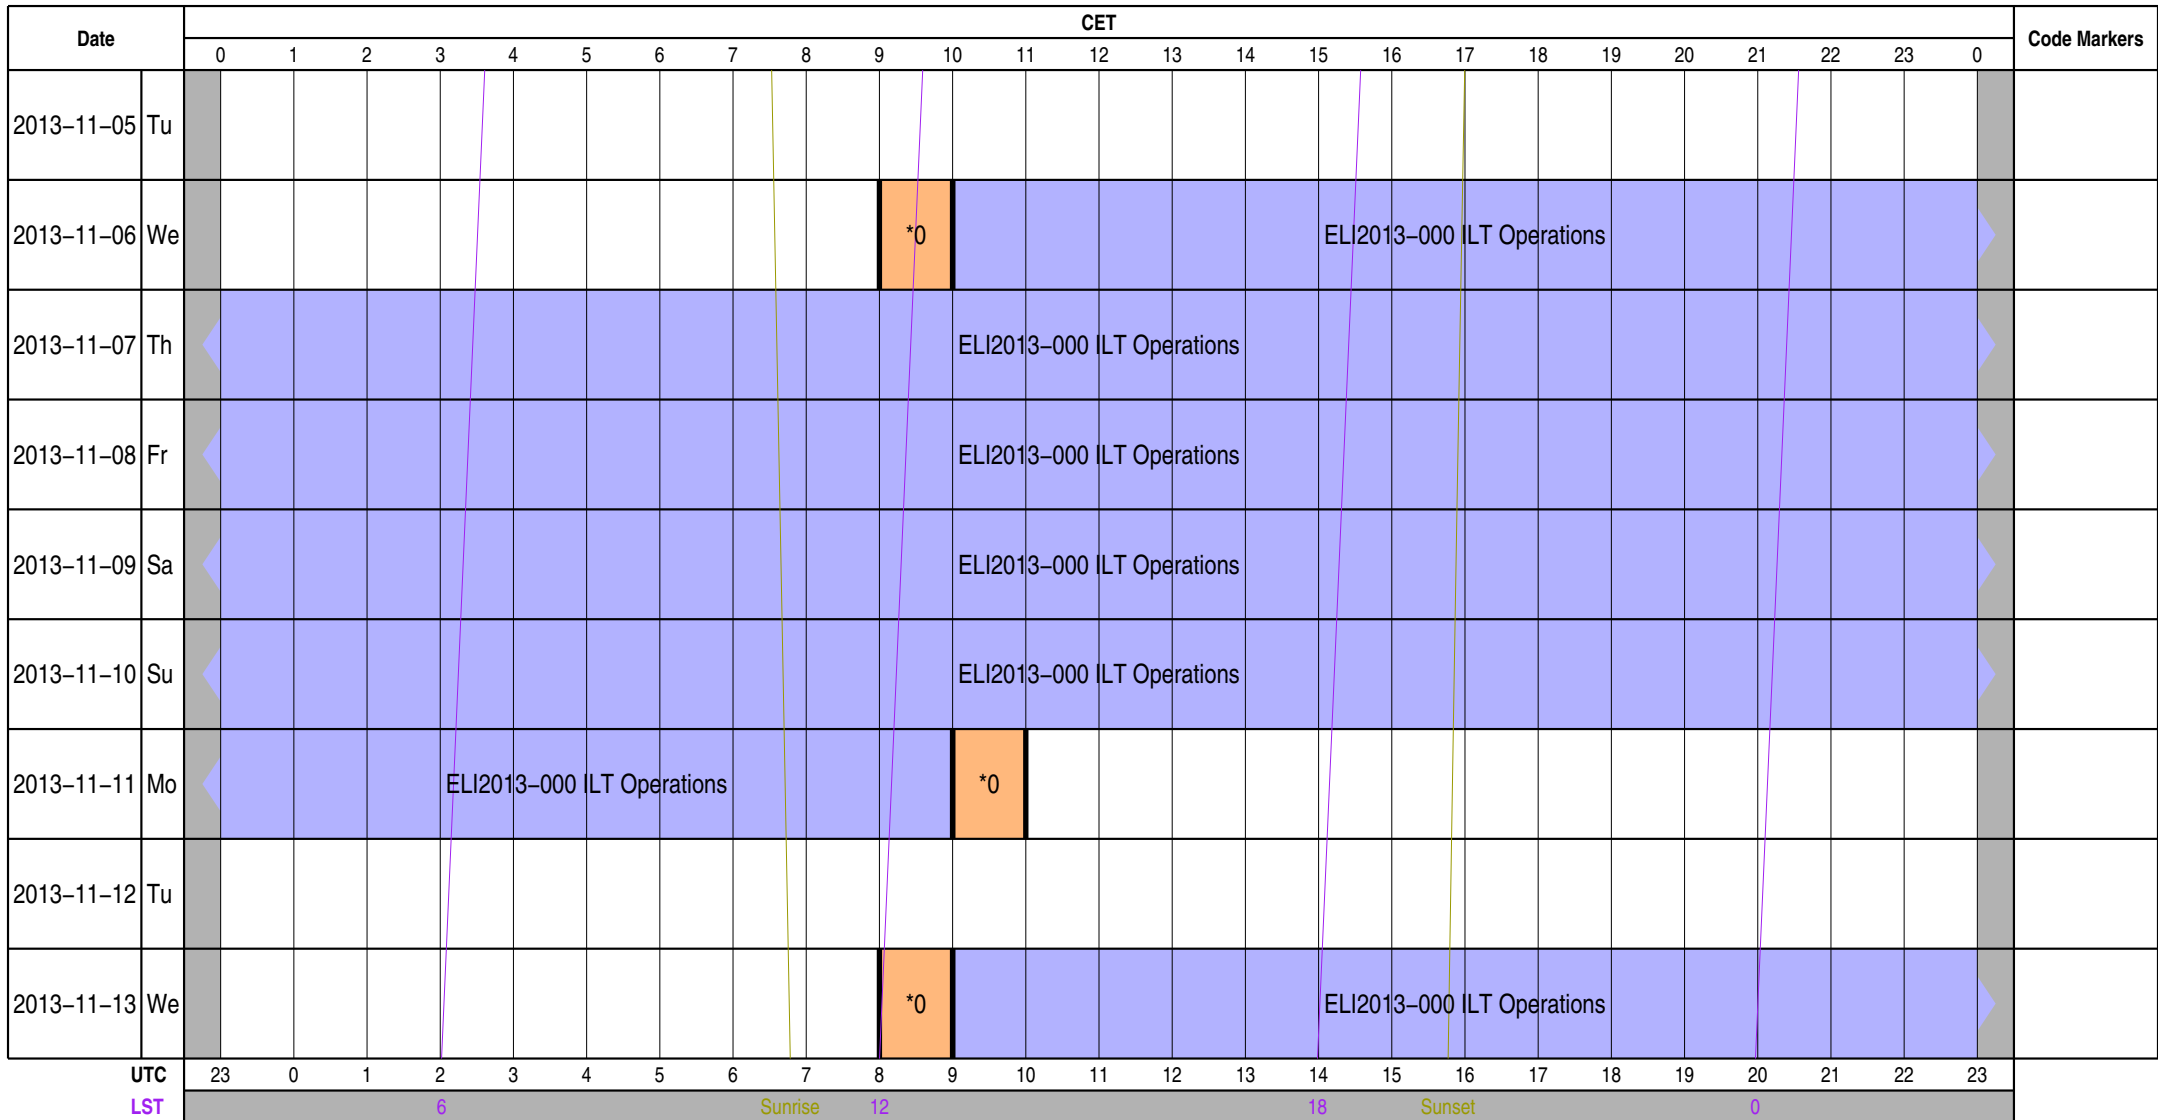 Date CET Code Markers
0 1 2 3 4 5 6 7 8 9 10 11 12 13 14 15 16 17 18 19 20 21 22 23 0
2013-11-05 Tu
2013-11-06 We *0 ELI2013-000 ILT Operations
2013-11-07 Th ELI2013-000 ILT Operations
2013-11-08 Fr ELI2013-000 ILT Operations
2013-11-09 Sa ELI2013-000 ILT Operations
2013-11-10 Su ELI2013-000 ILT Operations
2013-11-11 Mo ELI2013-000 ILT Operations *0
2013-11-12 Tu
2013-11-13 We *0 ELI2013-000 ILT Operations
UTC 23 0 1 2 3 4 5 6 7 8 9 10 11 12 13 14 15 16 17 18 19 20 21 22 23
LST 6 Sunrise 12 18 Sunset 0